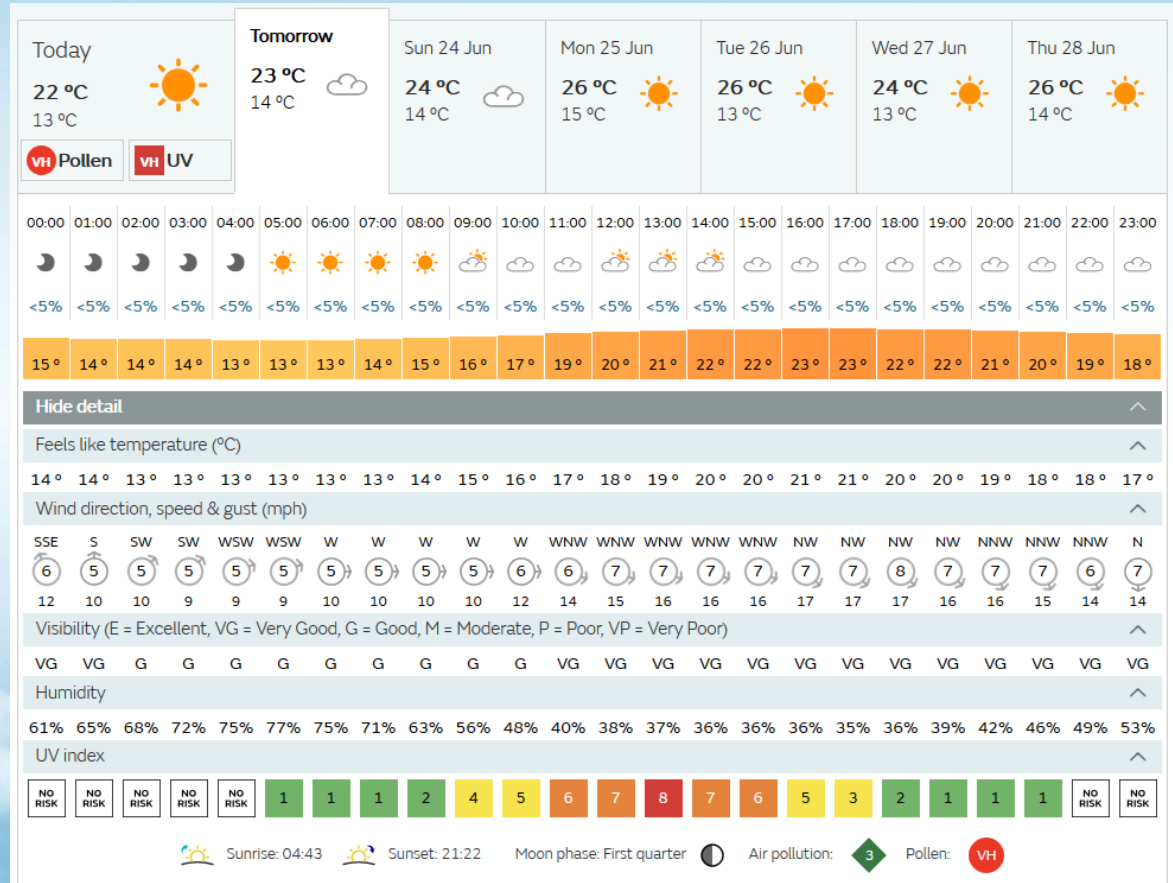 Today
22 ºC
13 ºC
VH Pollen VH UV
Tomorrow
23 ºC
14 ºC
Sun 24 Jun
24 ºC
14 ºC
Mon 25 Jun
26 ºC
15 ºC
Tue 26 Jun
26 ºC
13 ºC
Wed 27 Jun
24 ºC
13 ºC
Thu 28 Jun
26 ºC
14 ºC
00:00 01:00 02:00 03:00 04:00 05:00 06:00 07:00 08:00 09:00 10:00 11:00 12:00 13:00 14:00 15:00 16:00 17:00 18:00 19:00 20:00 21:00 22:00 23:00
<5% <5% <5% <5% <5% <5% <5% <5% <5% <5% <5% <5% <5% <5% <5% <5% <5% <5% <5% <5% <5% <5% <5% <5%
15 º 14 º 14 º 14 º 13 º 13 º 13 º 14 º 15 º 16 º 17 º 19 º 20 º 21 º 22 º 22 º 23 º 23 º 22 º 22 º 21 º 20 º 19 º 18 º
Hide detail
Feels like temperature (ºC)
14 º 14 º 13 º 13 º 13 º 13 º 13 º 13 º 14 º 15 º 16 º 17 º 18 º 19 º 20 º 20 º 21 º 21 º 20 º 20 º 19 º 18 º 18 º 17 º
Wind direction, speed & gust (mph)
SSE S SW SW WSW WSW W W W W W WNW WNW WNW WNW WNW NW NW NW NW NNW NNW NNW N
6 5 5 5 5 5 5 5 5 5 6 6 7 7 7 7 7 7 8 7 7 7 6 7
12 10 10 9 9 9 10 10 10 10 12 14 15 16 16 16 17 17 17 16 16 15 14 14
Visibility (E = Excellent, VG = Very Good, G = Good, M = Moderate, P = Poor, VP = Very Poor)
VG VG G G G G G G G G G VG VG VG VG VG VG VG VG VG VG VG VG VG
Humidity
61% 65% 68% 72% 75% 77% 75% 71% 63% 56% 48% 40% 38% 37% 36% 36% 36% 35% 36% 39% 42% 46% 49% 53%
UV index
NO RISK NO RISK NO RISK NO RISK NO RISK 1 1 1 2 4 5 6 7 8 7 6 5 3 2 1 1 1 NO RISK NO RISK
Sunrise: 04:43 Sunset: 21:22 Moon phase: First quarter Air pollution: 3 Pollen: VH